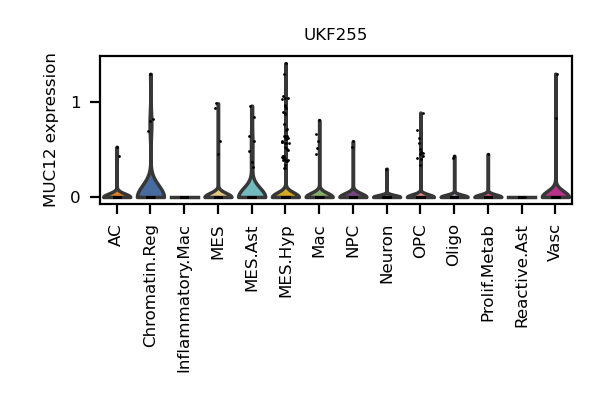 UKF255
MUC12 expression
1
0
AC
Chromatin.Reg
Inflammatory.Mac
MES
MES.Ast
MES.Hyp
Mac
NPC
Neuron
OPC
Oligo
Prolif.Metab
Reactive.Ast
Vasc